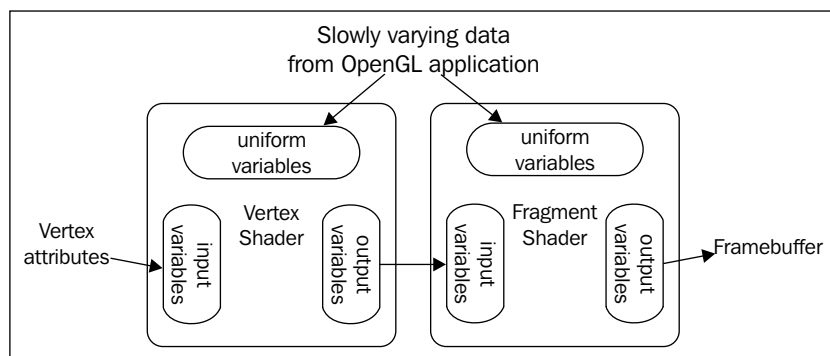 Slowly varying data
from OpenGL application
uniform
variables
uniform
variables
Vertex
attributes
input
variables
Vertex
Shader
output
variables
input
variables
Fragment
Shader
output
variables
Framebuffer